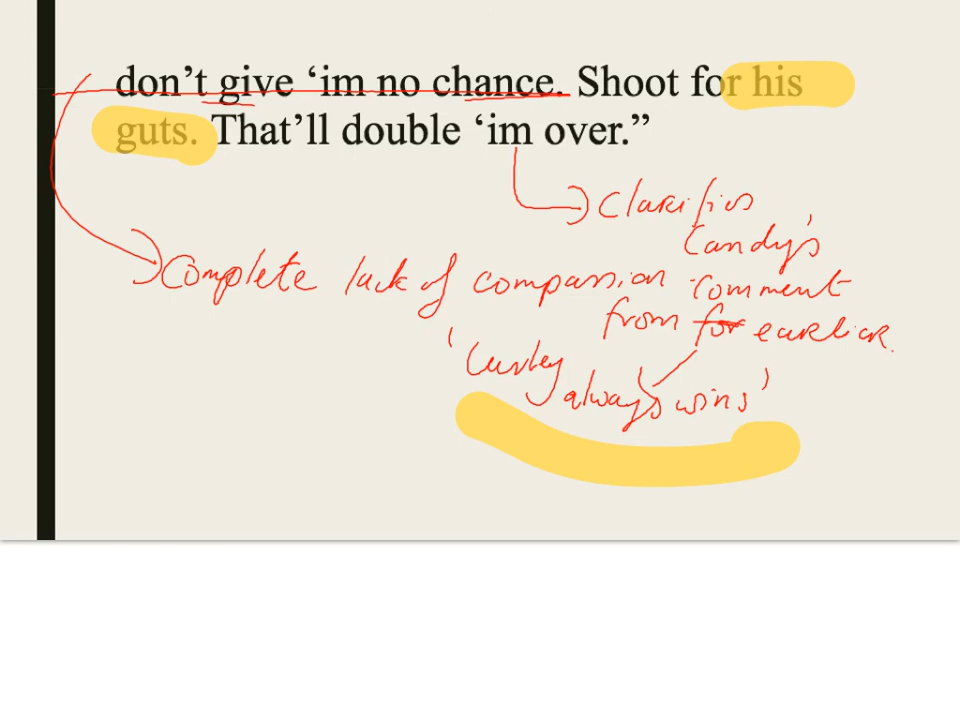 don’t give ‘im no chance. Shoot for his
guts. That’ll double ‘im over.”
Clarifies
Candy's
Complete lack of compassion comment
from for earlier.
'Curley
always wins'